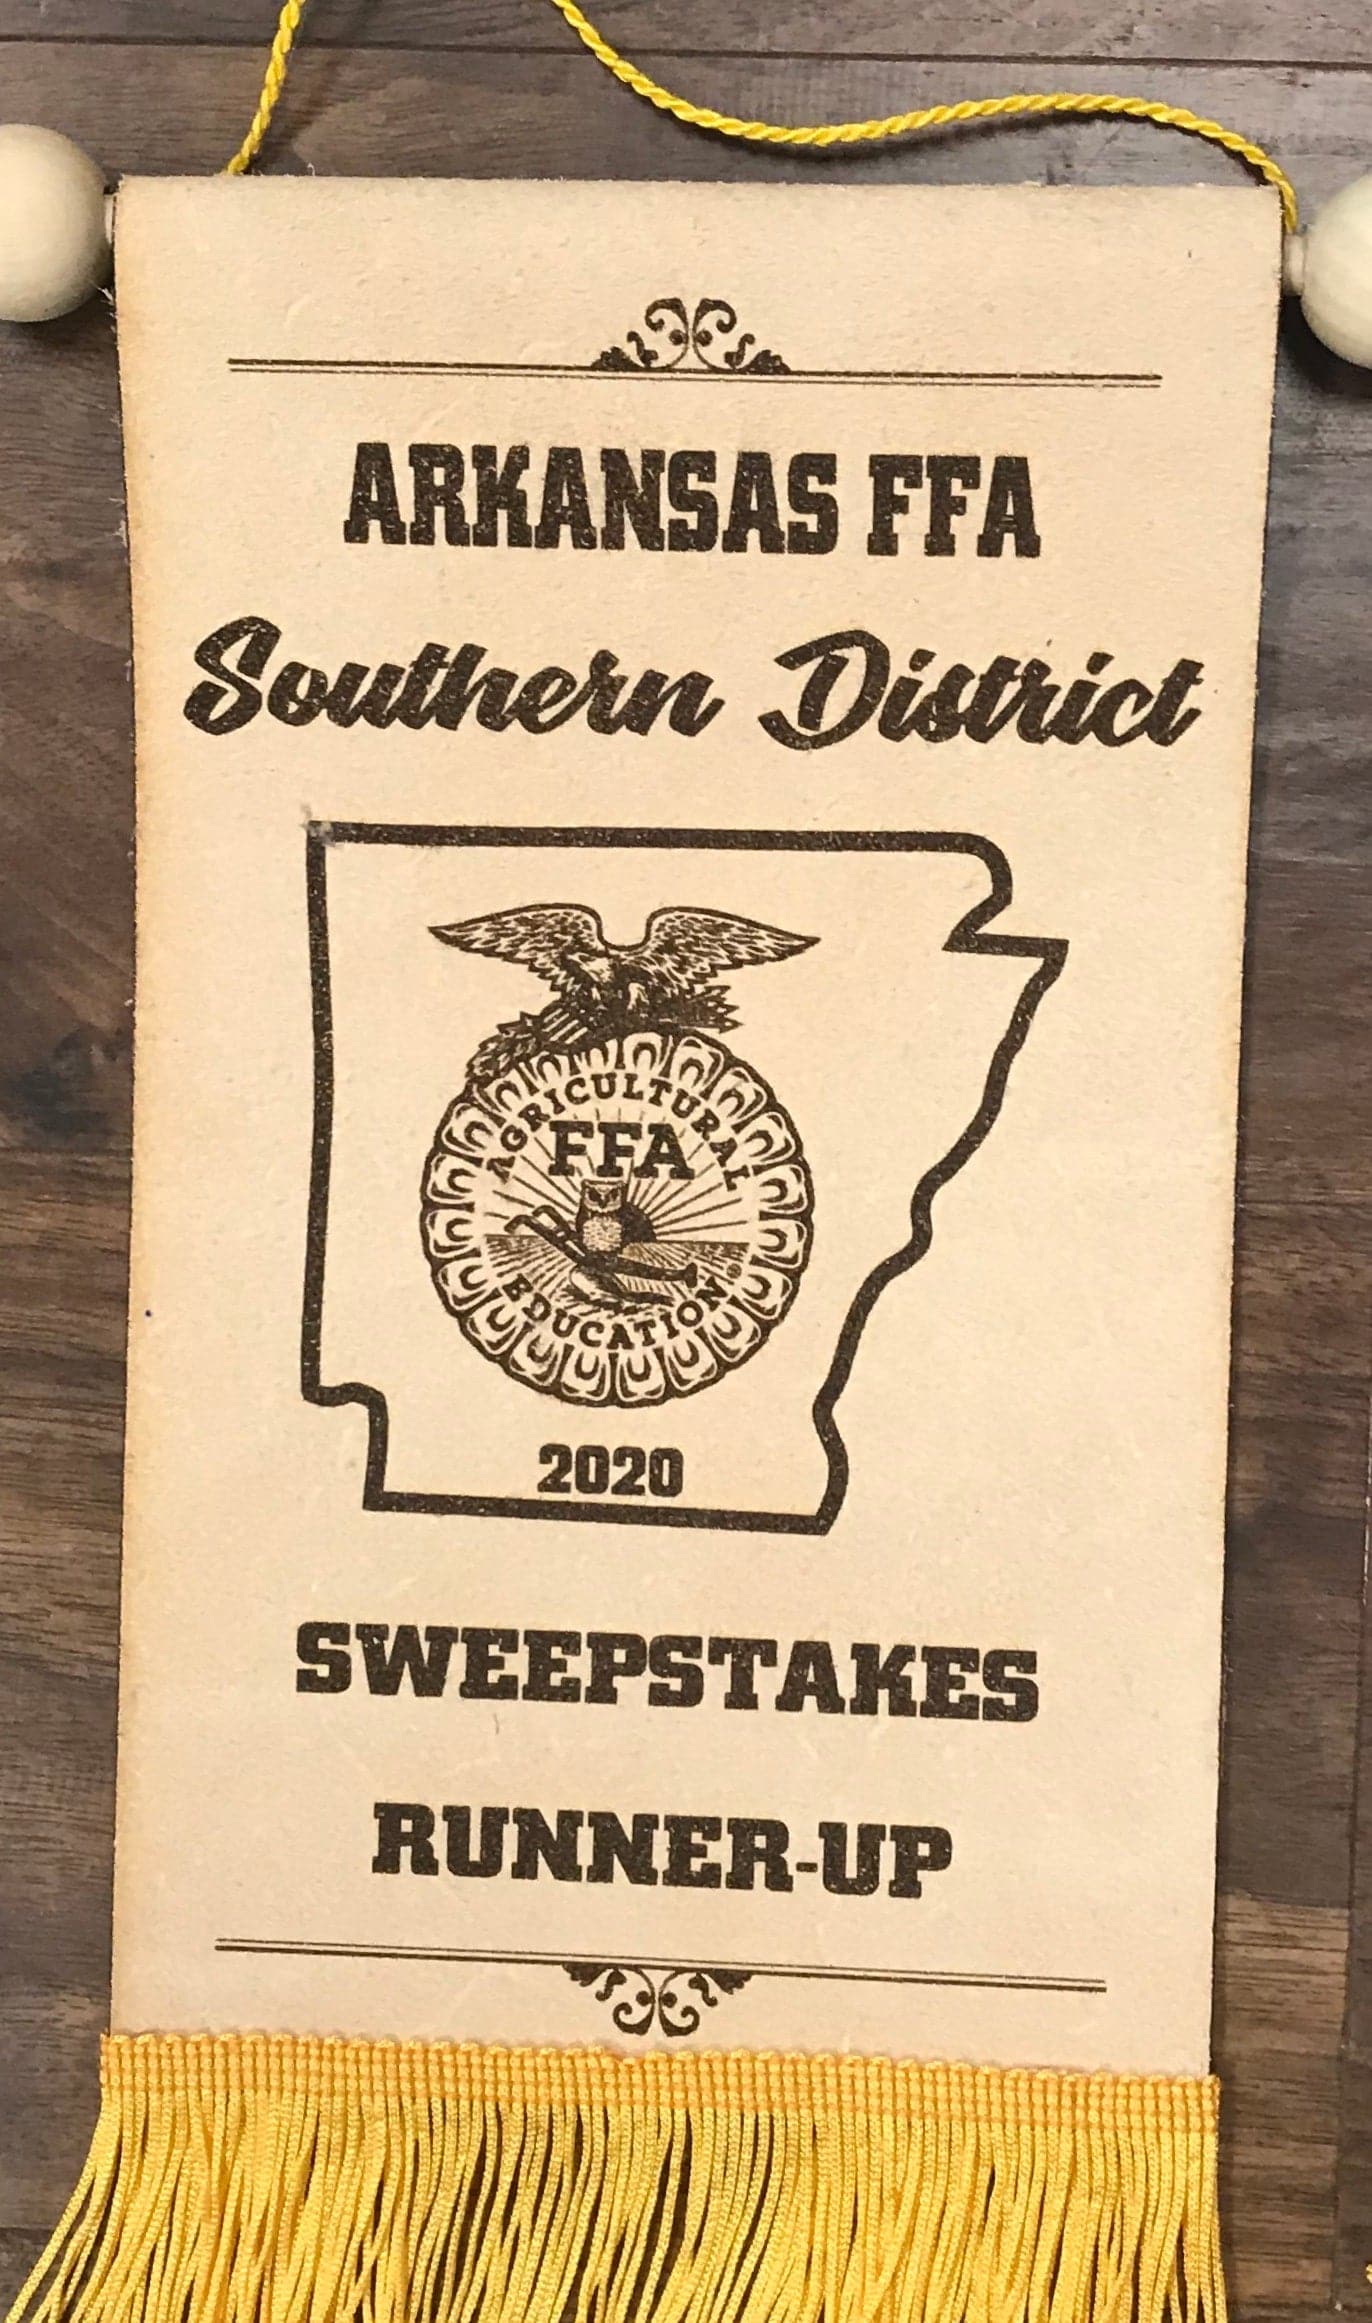 ARKANSAS FFA
Southern District
AGRICULTURAL
FFA
EDUCATION®
2020
SWEEPSTAKES
RUNNER-UP